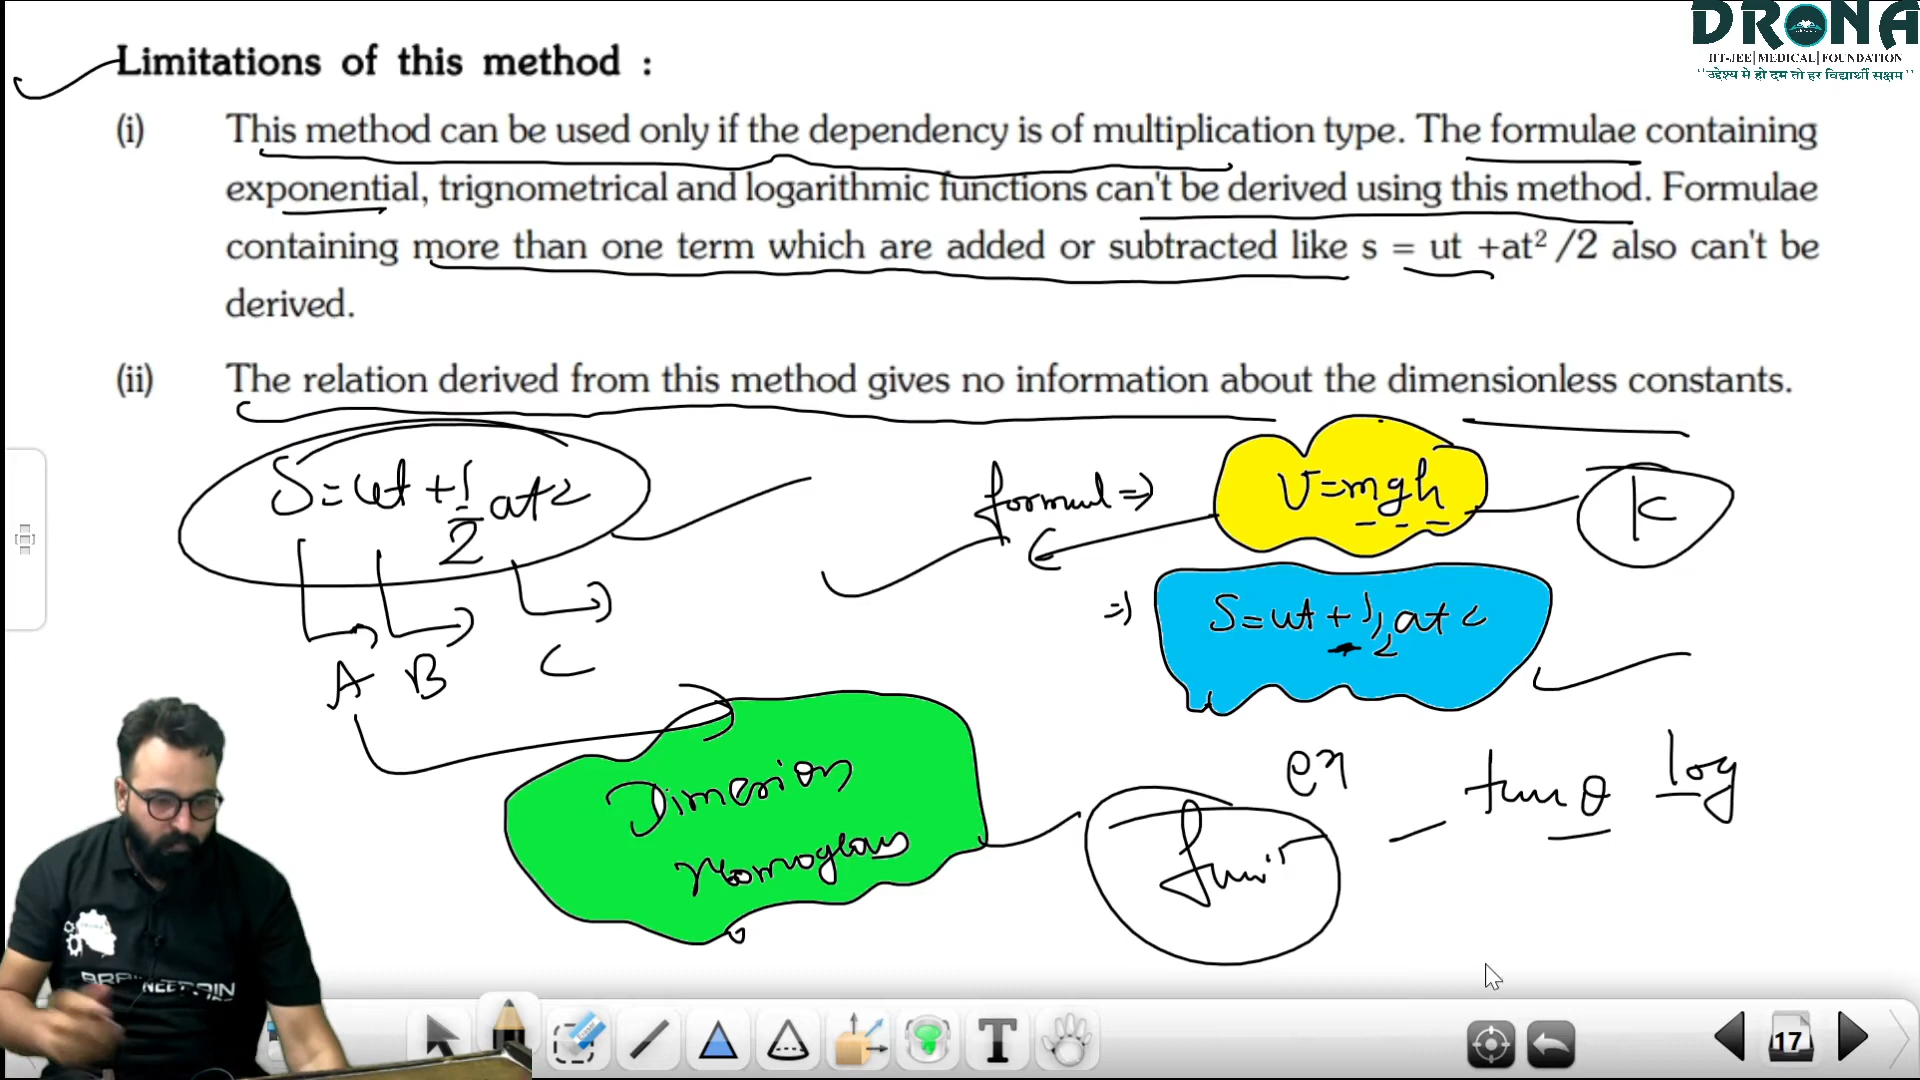 DRONA
IIT-JEE|MEDICAL|FOUNDATION
"उद्देश्य मे हो दम तो हर विद्यार्थी सक्षम"
Limitations of this method :
(i) This method can be used only if the dependency is of multiplication type. The formulae containing
exponential, trignometrical and logarithmic functions can't be derived using this method. Formulae
containing more than one term which are added or subtracted like s = ut +at² /2 also can't be
derived.
(ii) The relation derived from this method gives no information about the dimensionless constants.
S=ut+1/2 at2
formul ⇒ U=mgh
K
⇒ S=ut+1/2 at2
A B C
log
Dimension
17